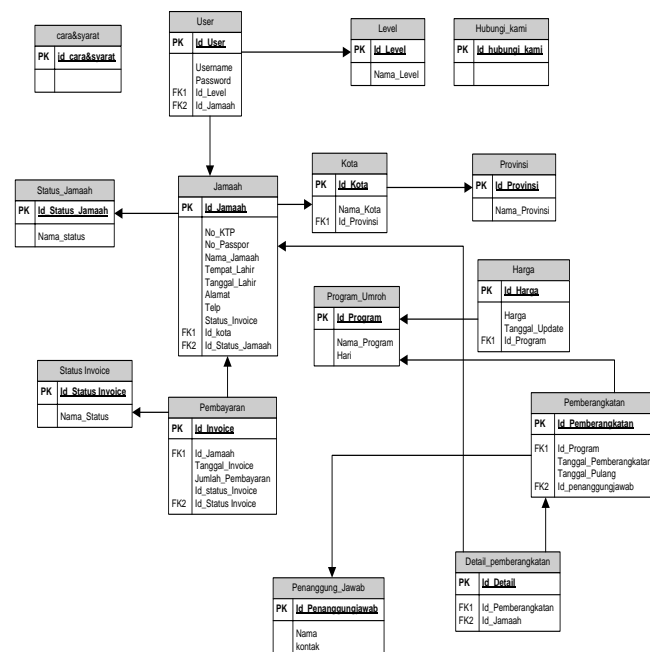 cara&syarat
PK id_cara&syarat
User
PK Id_User
Username
Password
FK1 Id_Level
FK2 Id_Jamaah
Level
PK Id_Level
Nama_Level
Hubungi_kami
PK Id_hubungi_kami
Status_Jamaah
PK Id_Status_Jamaah
Nama_status
Jamaah
PK Id_Jamaah
No_KTP
No_Passpor
Nama_Jamaah
Tempat_Lahir
Tanggal_Lahir
Alamat
Telp
Status_Invoice
FK1 Id_kota
FK2 Id_Status_Jamaah
Kota
PK Id_Kota
Nama_Kota
FK1 Id_Provinsi
Provinsi
PK Id_Provinsi
Nama_Provinsi
Program_Umroh
PK Id_Program
Nama_Program
Hari
Harga
PK Id_Harga
Harga
Tanggal_Update
FK1 Id_Program
Status Invoice
PK Id_Status Invoice
Nama_Status
Pembayaran
PK Id_Invoice
FK1 Id_Jamaah
Tanggal_Invoice
Jumlah_Pembayaran
Id_status_Invoice
FK2 Id_Status Invoice
Pemberangkatan
PK Id_Pemberangkatan
FK1 Id_Program
Tanggal_Pemberangkatan
Tanggal_Pulang
FK2 Id_penanggungjawab
Detail_pemberangkatan
PK Id_Detail
FK1 Id_Pemberangkatan
FK2 Id_Jamaah
Penanggung_Jawab
PK Id_Penanggungjawab
Nama
kontak